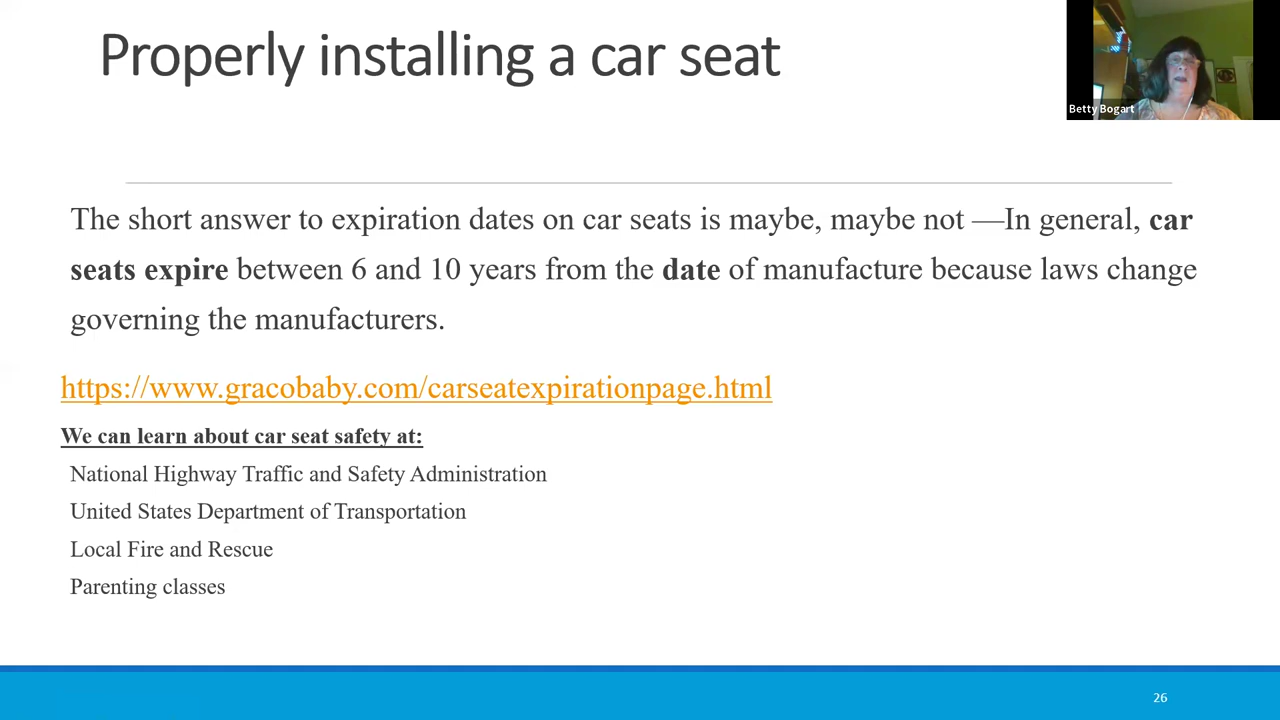 Properly installing a car seat
Betty Bogart
The short answer to expiration dates on car seats is maybe, maybe not —In general, car
seats expire between 6 and 10 years from the date of manufacture because laws change
governing the manufacturers.
https://www.gracobaby.com/carseatexpirationpage.html
We can learn about car seat safety at:
National Highway Traffic and Safety Administration
United States Department of Transportation
Local Fire and Rescue
Parenting classes
26